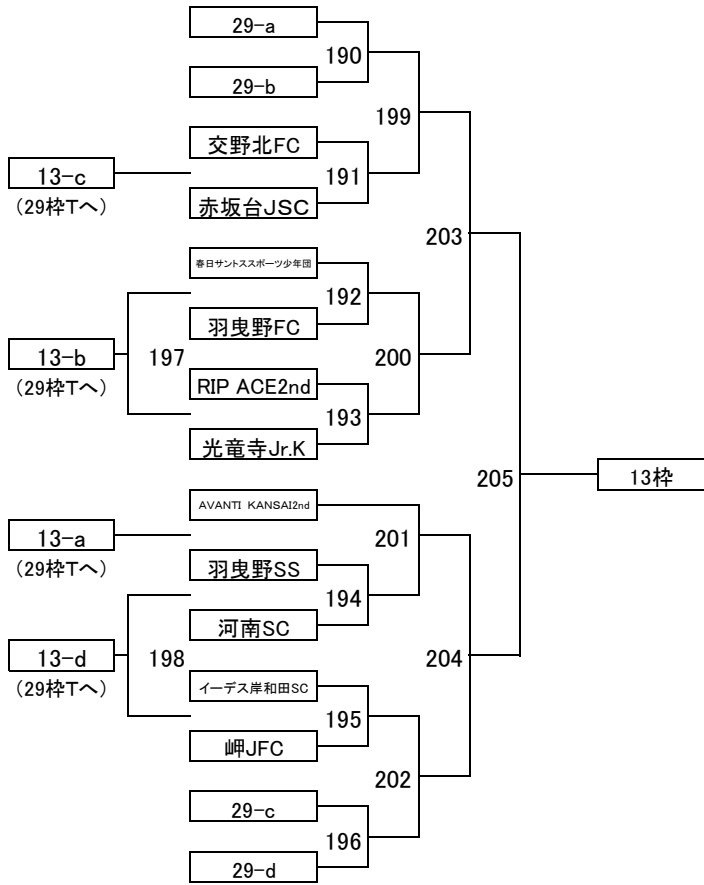 29-a
190
29-b
199
交野北FC
13-c
191
(29枠Tへ)
赤坂台JSC
203
春日サントススポーツ少年団
192
羽曳野FC
13-b
197
200
(29枠Tへ)
RIP ACE2nd
193
光竜寺Jr.K
205
13枠
AVANTI KANSAI2nd
13-a
201
(29枠Tへ)
羽曳野SS
194
河南SC
13-d
198
204
(29枠Tへ)
イーデス岸和田SC
195
岬JFC
202
29-c
196
29-d